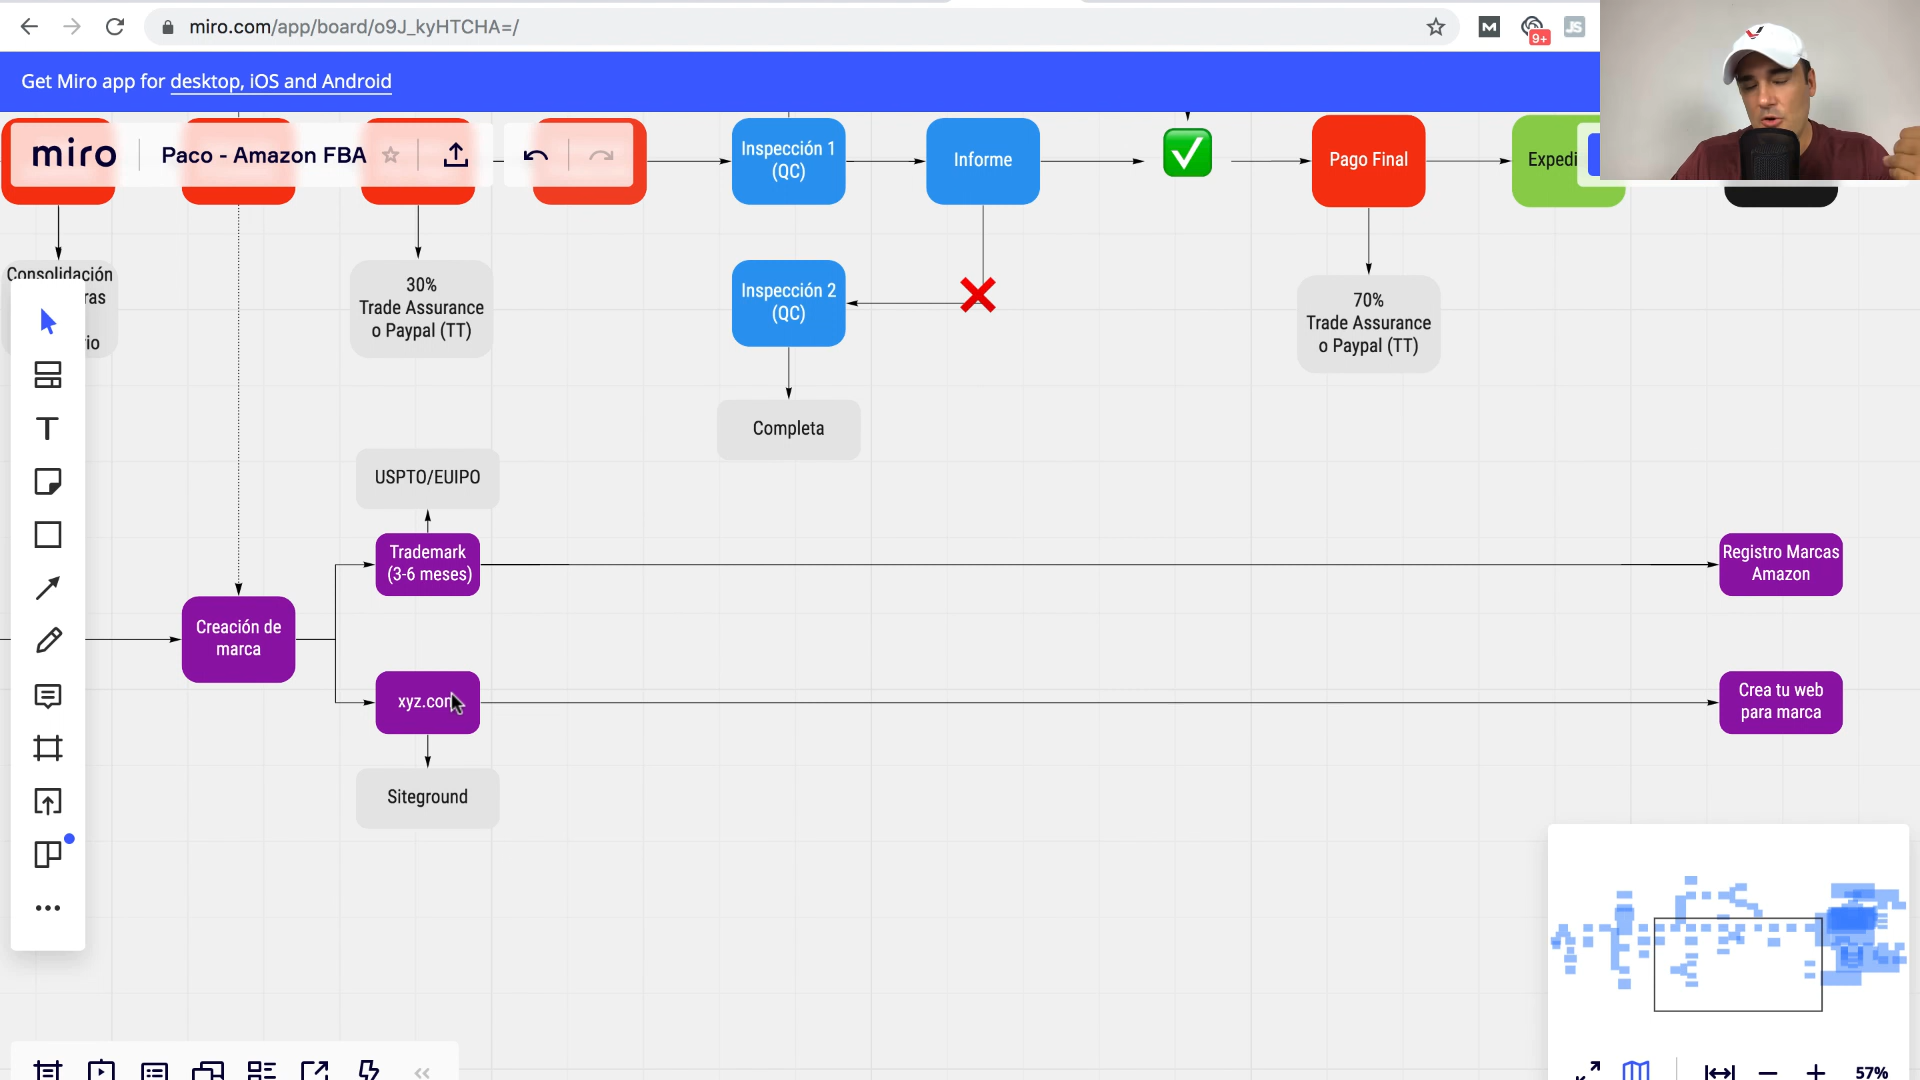 miro.com/app/board/o9J_kyHTCHA=/
9+
JS
Get Miro app for desktop, iOS and Android
miro
Paco - Amazon FBA
Inspección 1
(QC)
Informe
Pago Final
Expedi
Consolidación
ras
io
30%
Trade Assurance
o Paypal (TT)
Inspección 2
(QC)
70%
Trade Assurance
o Paypal (TT)
Completa
USPTO/EUIPO
Trademark
(3-6 meses)
Registro Marcas
Amazon
Creación de
marca
xyz.com
Crea tu web
para marca
Siteground
57%